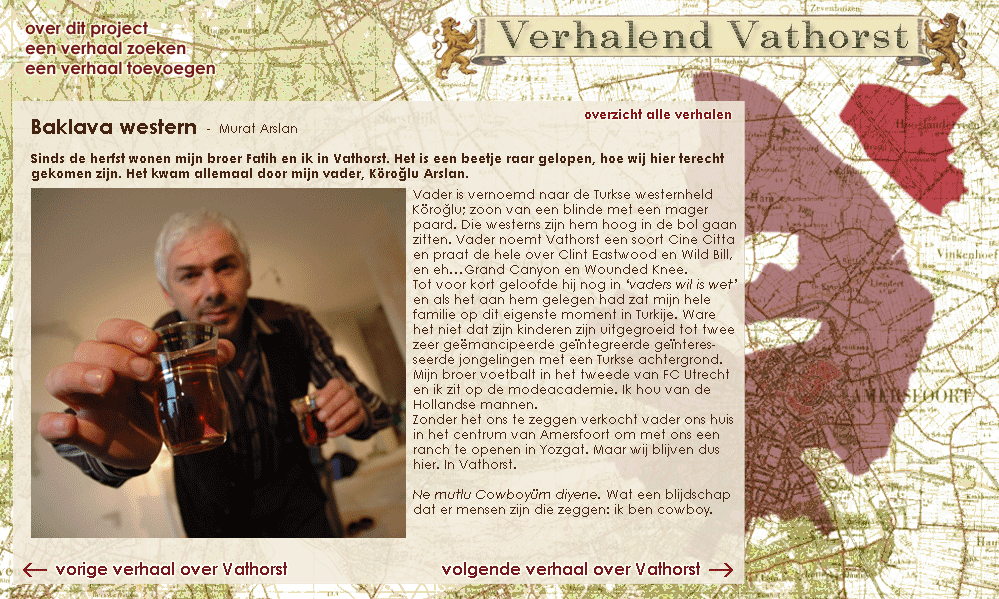 over dit project
een verhaal zoeken
een verhaal toevoegen
Verhalend Vathorst
overzicht alle verhalen
Baklava western - Murat Arslan
Sinds de herfst wonen mijn broer Fatih en ik in Vathorst. Het is een beetje raar gelopen, hoe wij hier terecht
gekomen zijn. Het kwam allemaal door mijn vader, Köroğlu Arslan.
Vader is vernoemd naar de Turkse westernheld
Köroğlu; zoon van een blinde met een mager
paard. Die westerns zijn hem hoog in de bol gaan
zitten. Vader noemt Vathorst een soort Cine Citta
en praat de hele over Clint Eastwood en Wild Bill,
en eh...Grand Canyon en Wounded Knee.
Tot voor kort geloofde hij nog in ‘vaders wil is wet’
en als het aan hem gelegen had zat mijn hele
familie op dit eigenste moment in Turkije. Ware
het niet dat zijn kinderen zijn uitgegroeid tot twee
zeer geëmancipeerde geïntegreerde geïnteres-
seerde jongelingen met een Turkse achtergrond.
Mijn broer voetbalt in het tweede van FC Utrecht
en ik zit op de modeacademie. Ik hou van de
Hollandse mannen.
Zonder het ons te zeggen verkocht vader ons huis
in het centrum van Amersfoort om met ons een
ranch te openen in Yozgat. Maar wij blijven dus
hier. In Vathorst.
Ne mutlu Cowboyüm diyene. Wat een blijdschap
dat er mensen zijn die zeggen: ik ben cowboy.
← vorige verhaal over Vathorst
volgende verhaal over Vathorst →
Zevenhuizen
Hooglanderveen
AMERSFOORT